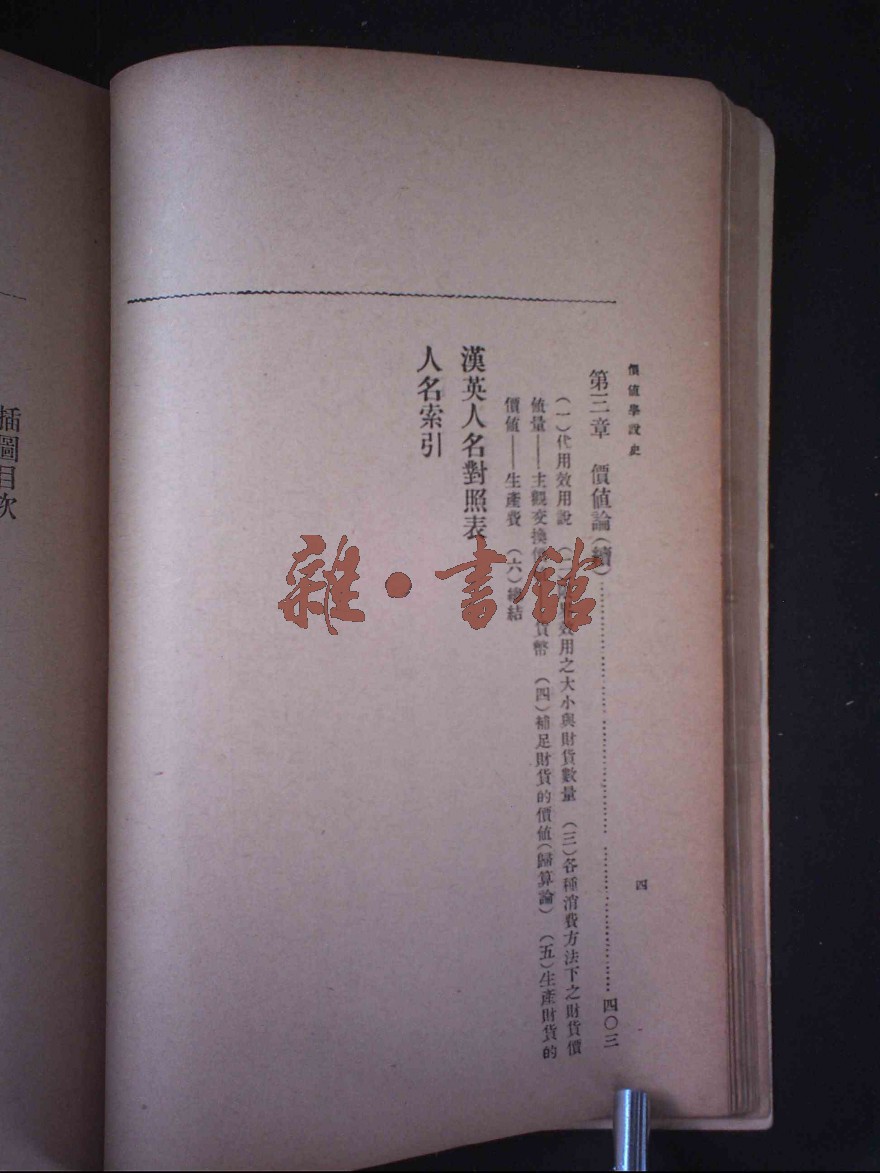 價值學說史
四
第三章　價值論(續)……四〇三
(一)代用效用說　效用之大小與財貨數量　(三)各種消費方法下之財貨價
値量——主觀交換價　貨幣　(四)補足財貨的價値(歸算論)　(五)生產財貨的
價値——生產費　(六)總結
漢英人名對照表
人名索引
插圖目次
雜·書館